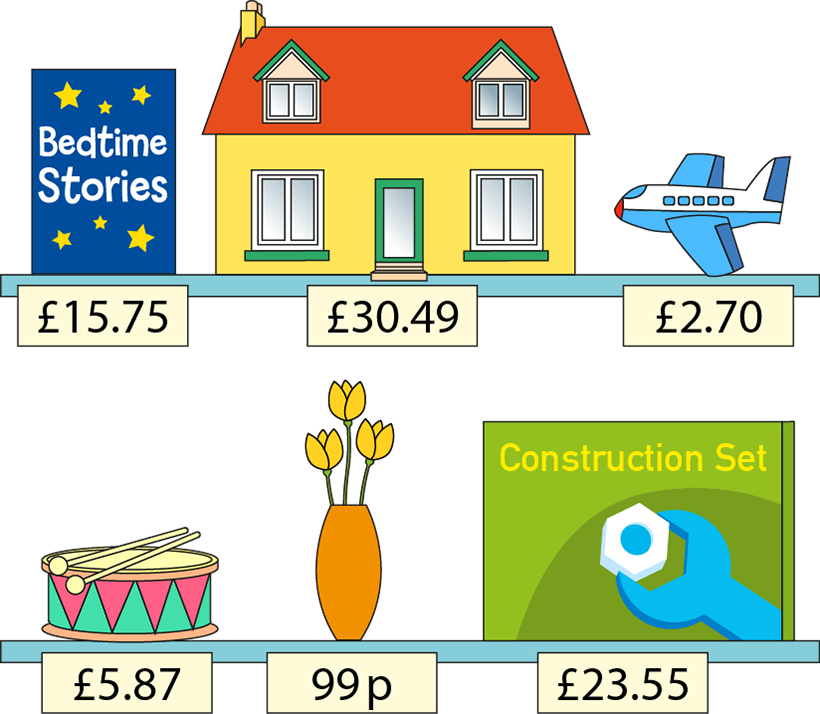 Bedtime
Stories
£15.75
£30.49
£2.70
Construction Set
£5.87
99p
£23.55